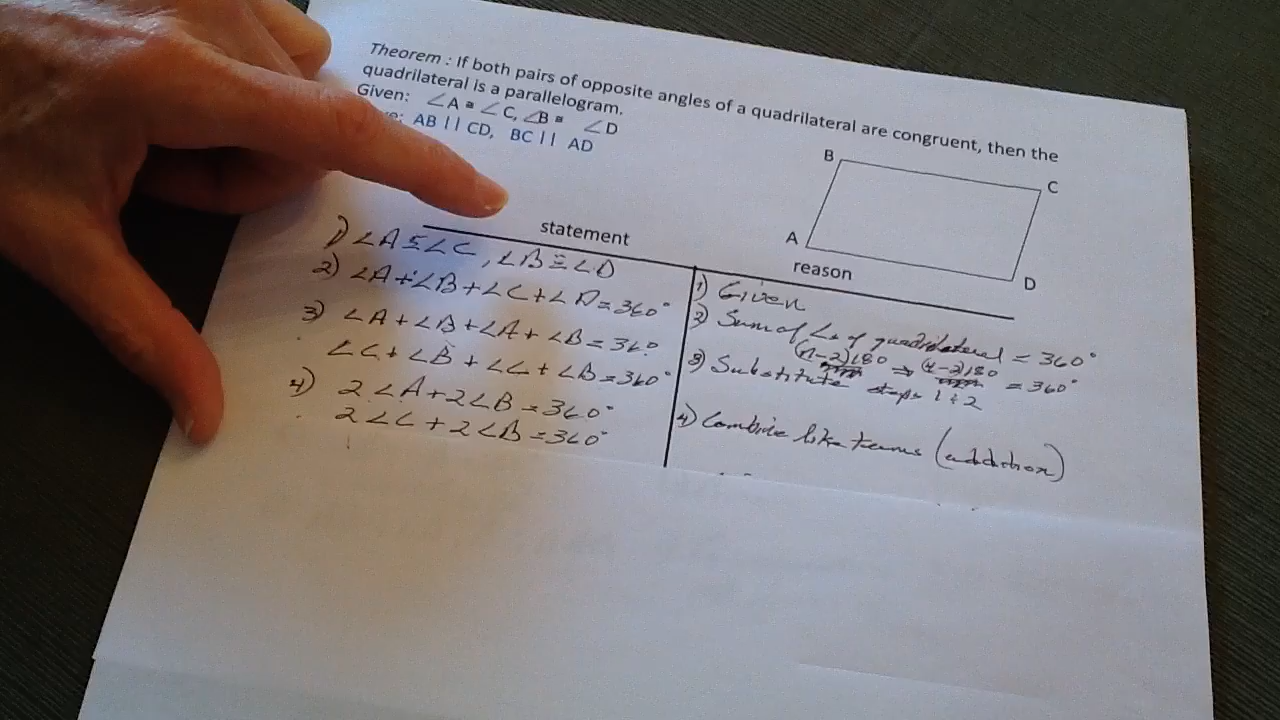 Theorem : If both pairs of opposite angles of a quadrilateral are congruent, then the
quadrilateral is a parallelogram.
Given: ∠A ≅ ∠C, ∠B ≅ ∠D
AB || CD, BC || AD
B
C
A
D
statement
reason
1) ∠A ≅ ∠C, ∠B ≅ ∠D
1) Given
2) ∠A + ∠B + ∠C + ∠D = 360°
2) Sum of ∠s of quadrilateral = 360°
(n-2)180 ⇒ (4-2)180 = 360°
3) ∠A + ∠B + ∠A + ∠B = 360
∠C + ∠B + ∠C + ∠B = 360°
3) Substitute steps 1 + 2
4) 2∠A + 2∠B = 360°
2∠C + 2∠B = 360°
4) Combine like terms (addition)